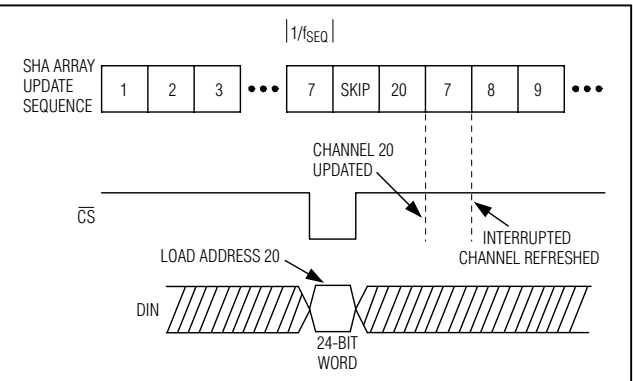 1/fSEQ
SHA ARRAY
UPDATE
SEQUENCE
1 2 3 ••• 7 SKIP 20 7 8 9 •••
CHANNEL 20
UPDATED
CS
INTERRUPTED
CHANNEL REFRESHED
LOAD ADDRESS 20
DIN
24-BIT
WORD